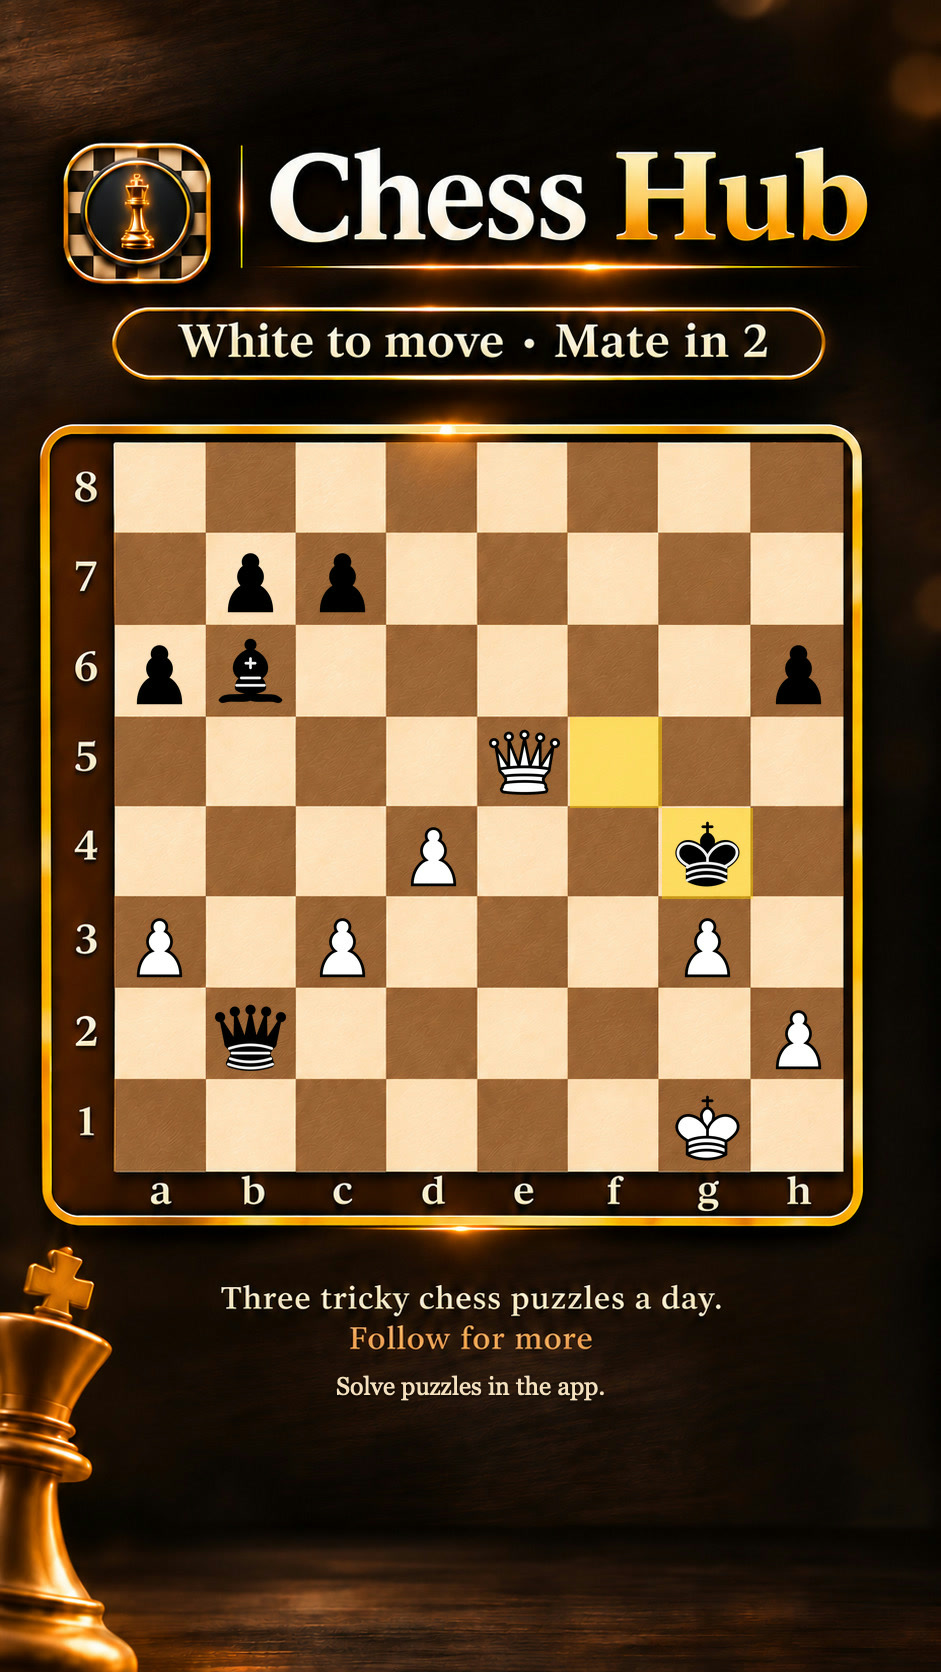 Chess Hub
White to move • Mate in 2
8
7
6
5
4
3
2
1
a b c d e f g h
Three tricky chess puzzles a day.
Follow for more
Solve puzzles in the app.